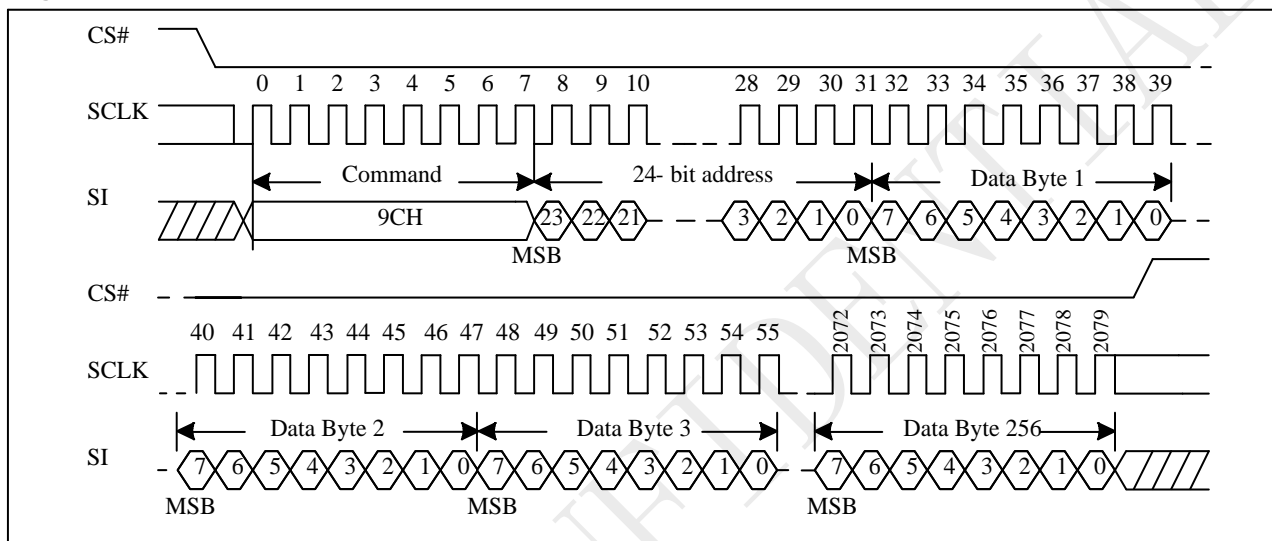 CS#
0 1 2 3 4 5 6 7 8 9 10 28 29 30 31 32 33 34 35 36 37 38 39
SCLK
Command 24- bit address Data Byte 1
SI
9CH 23 22 21 3 2 1 0 7 6 5 4 3 2 1 0
MSB MSB
CS#
40 41 42 43 44 45 46 47 48 49 50 51 52 53 54 55 2072 2073 2074 2075 2076 2077 2078 2079
SCLK
Data Byte 2 Data Byte 3 Data Byte 256
SI
7 6 5 4 3 2 1 0 7 6 5 4 3 2 1 0 7 6 5 4 3 2 1 0
MSB MSB MSB